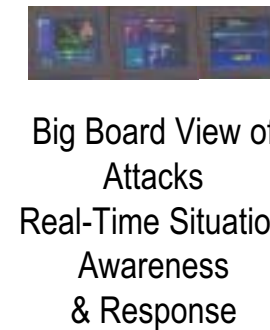 Big Board View of
Attacks
Real-Time Situatio
Awareness
& Response